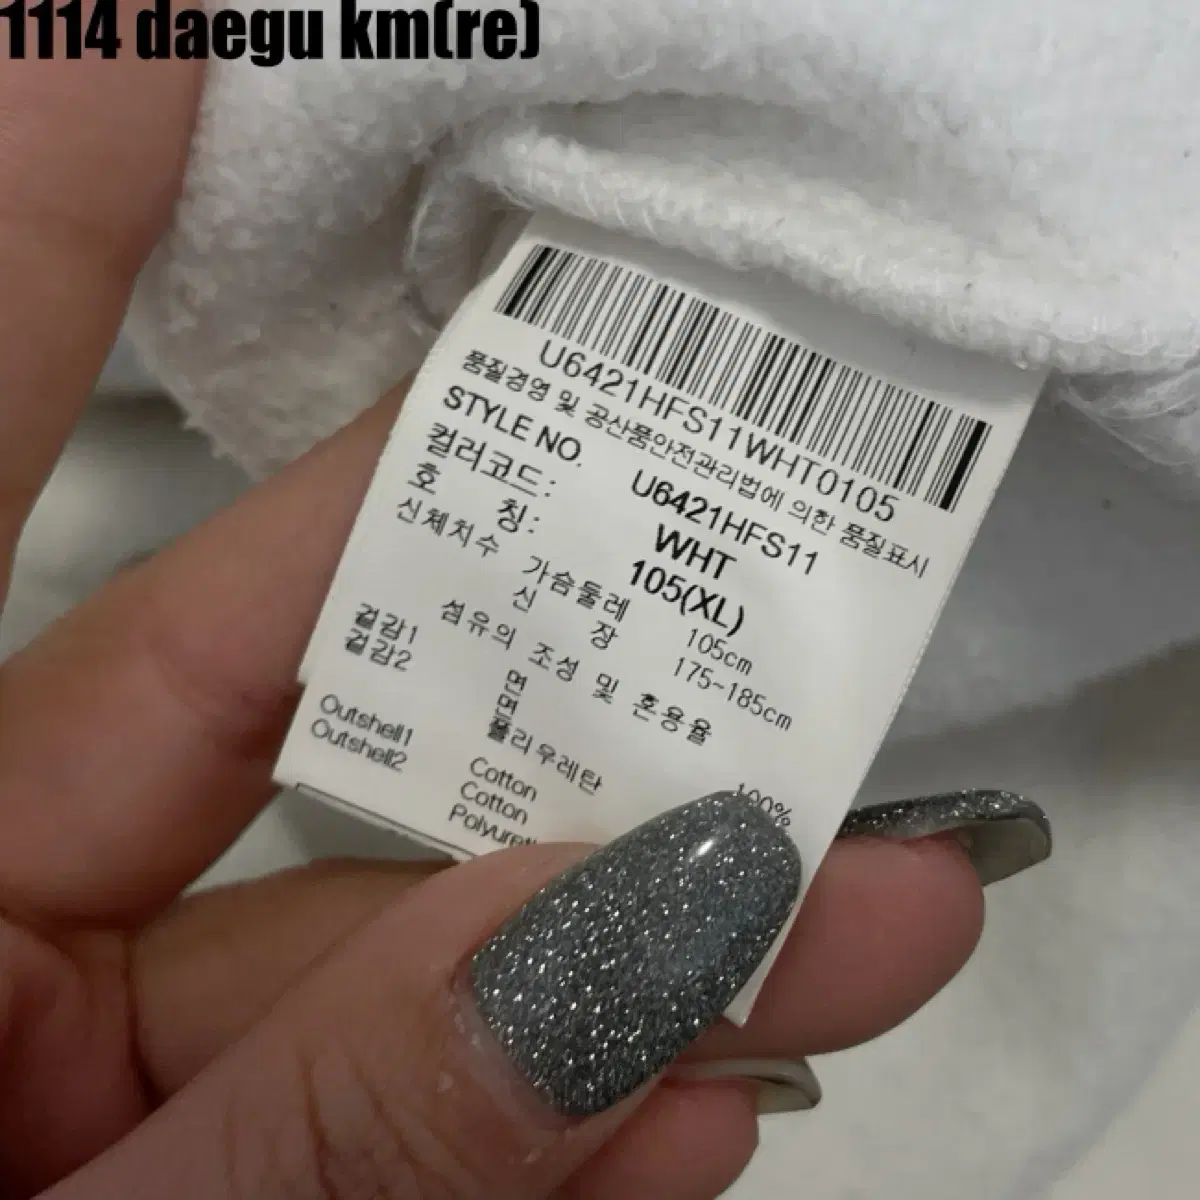 1114 daegu km(re)
U6421HFS11WHT0105
품질경영 및 공산품안전관리법에 의한 품질표시
STYLE NO. U6421HFS11
컬러코드: WHT
호 칭: 105(XL)
신체치수 가슴둘레 105cm
신 장 175~185cm
섬유의 조성 및 혼용율
겉감1 면 100%
겉감2 면
폴리우레탄
Outshell1 Cotton
Outshell2 Cotton